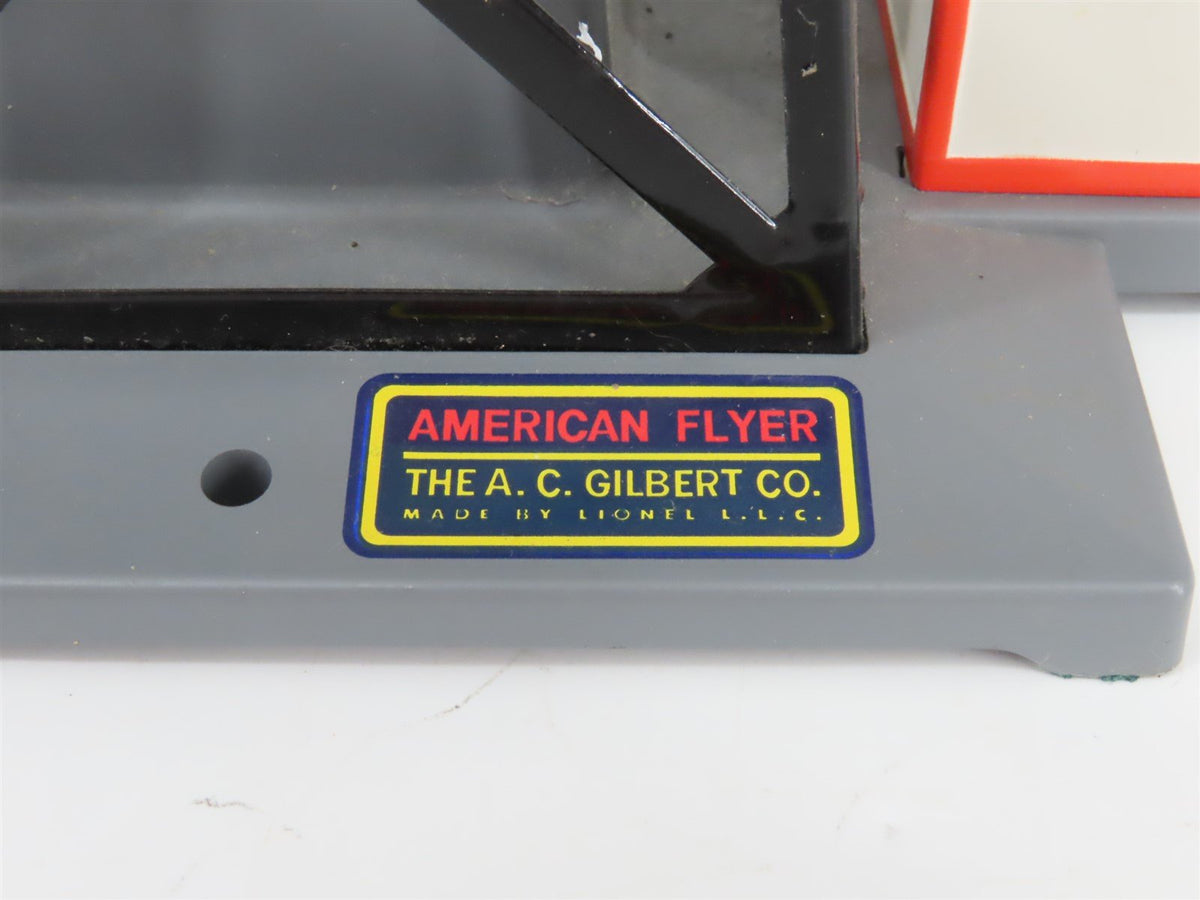 AMERICAN FLYER
THE A. C. GILBERT CO.
MADE BY LIONEL L.L.C.